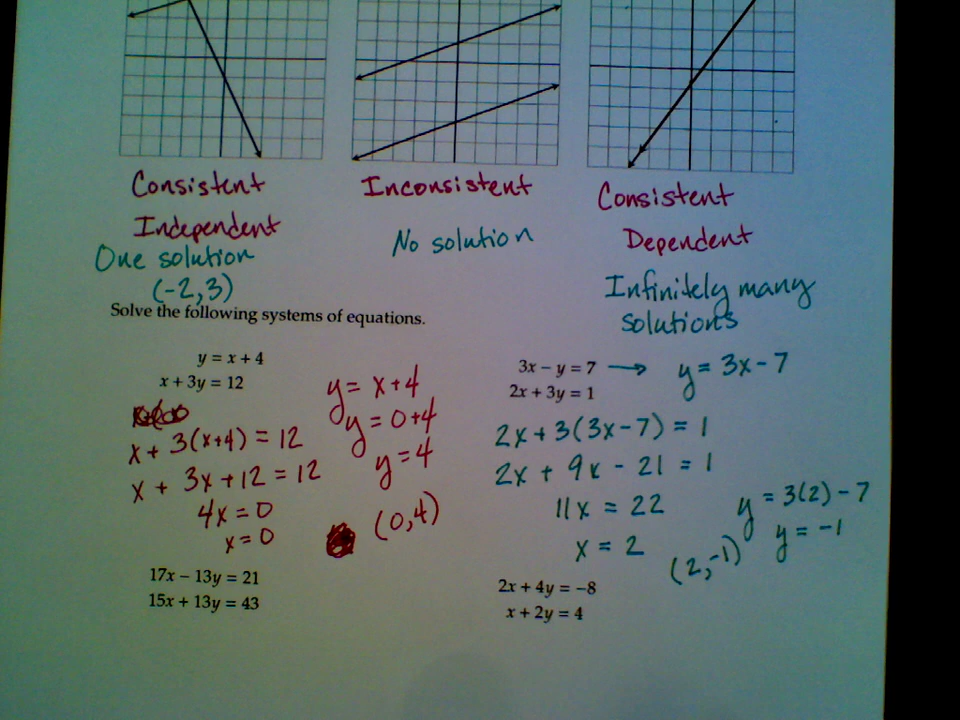 Consistent
Independent
One solution
(-2,3)
Inconsistent
No solution
Consistent
Dependent
Infinitely many
solutions
Solve the following systems of equations.
y = x + 4
x + 3y = 12
x + 3(x+4) = 12
x + 3x + 12 = 12
4x = 0
x = 0
y = x+4
y = 0+4
y = 4
(0,4)
3x − y = 7 → y = 3x - 7
2x + 3y = 1
2x + 3(3x-7) = 1
2x + 9x - 21 = 1
11x = 22
x = 2
y = 3(2) - 7
y = -1
(2,-1)
17x − 13y = 21
15x + 13y = 43
2x + 4y = −8
x + 2y = 4